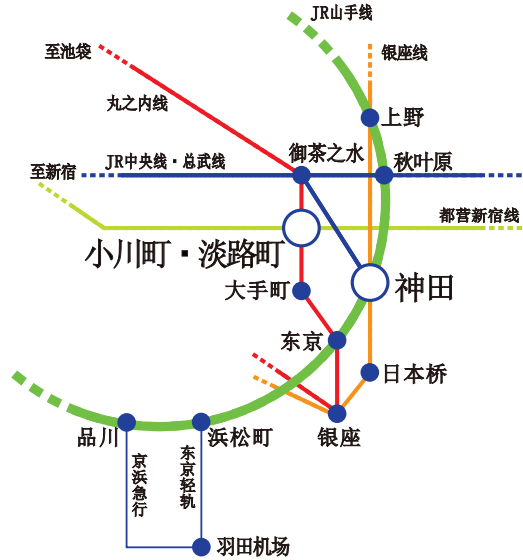 JR山手线
至池袋
银座线
丸之内线
上野
御茶之水
JR中央线·总武线
秋叶原
至新宿
都营新宿线
小川町·淡路町
大手町
神田
东京
日本桥
品川
浜松町
银座
京浜急行
东京轻轨
羽田机场